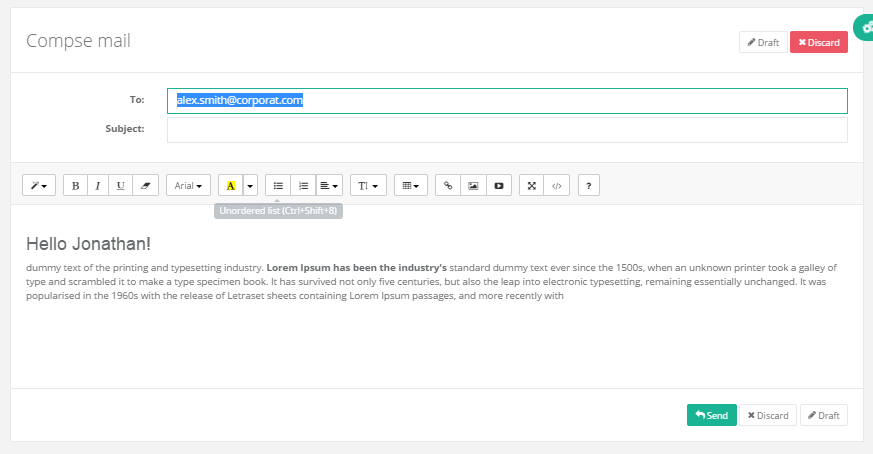 Compse mail
Draft Discard
To: alex.smith@corporat.com
Subject:
B I U Arial A T ?
Unordered list (Ctrl+Shift+8)
Hello Jonathan!
dummy text of the printing and typesetting industry. Lorem Ipsum has been the industry's standard dummy text ever since the 1500s, when an unknown printer took a galley of
type and scrambled it to make a type specimen book. It has survived not only five centuries, but also the leap into electronic typesetting, remaining essentially unchanged. It was
popularised in the 1960s with the release of Letraset sheets containing Lorem Ipsum passages, and more recently with
Send Discard Draft